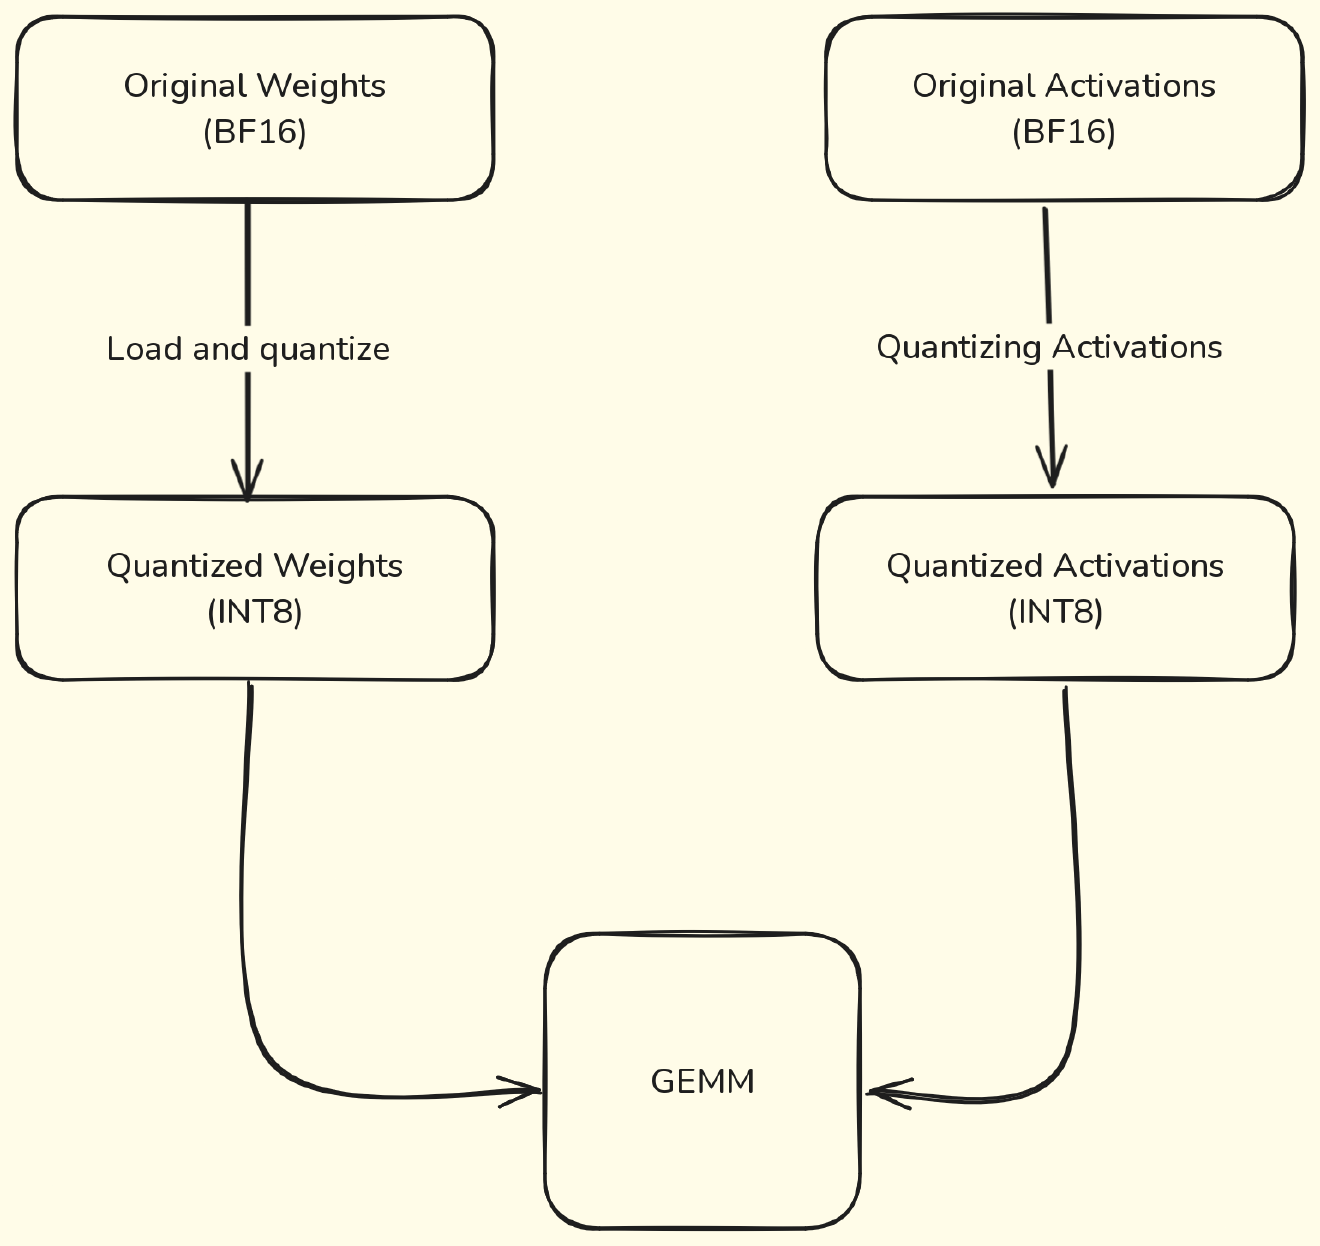 Original Weights
(BF16)
Original Activations
(BF16)
Load and quantize
Quantizing Activations
Quantized Weights
(INT8)
Quantized Activations
(INT8)
GEMM